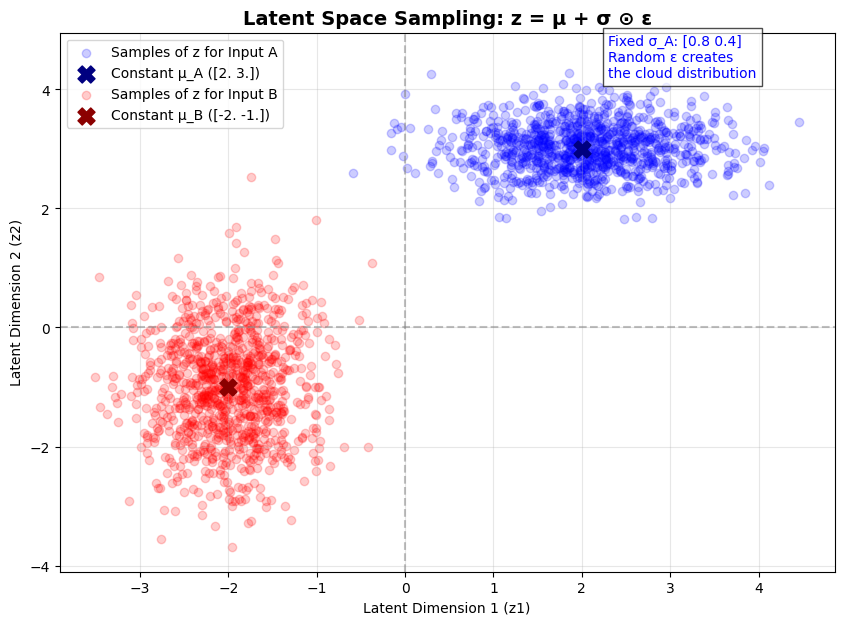 Latent Space Sampling: z = μ + σ ⊙ ε
Samples of z for Input A
Constant μ_A ([2. 3.])
Samples of z for Input B
Constant μ_B ([-2. -1.])
Fixed σ_A: [0.8 0.4]
Random ε creates
the cloud distribution
Latent Dimension 2 (z2)
4
2
0
−2
−4
−3
−2
−1
0
1
2
3
4
Latent Dimension 1 (z1)